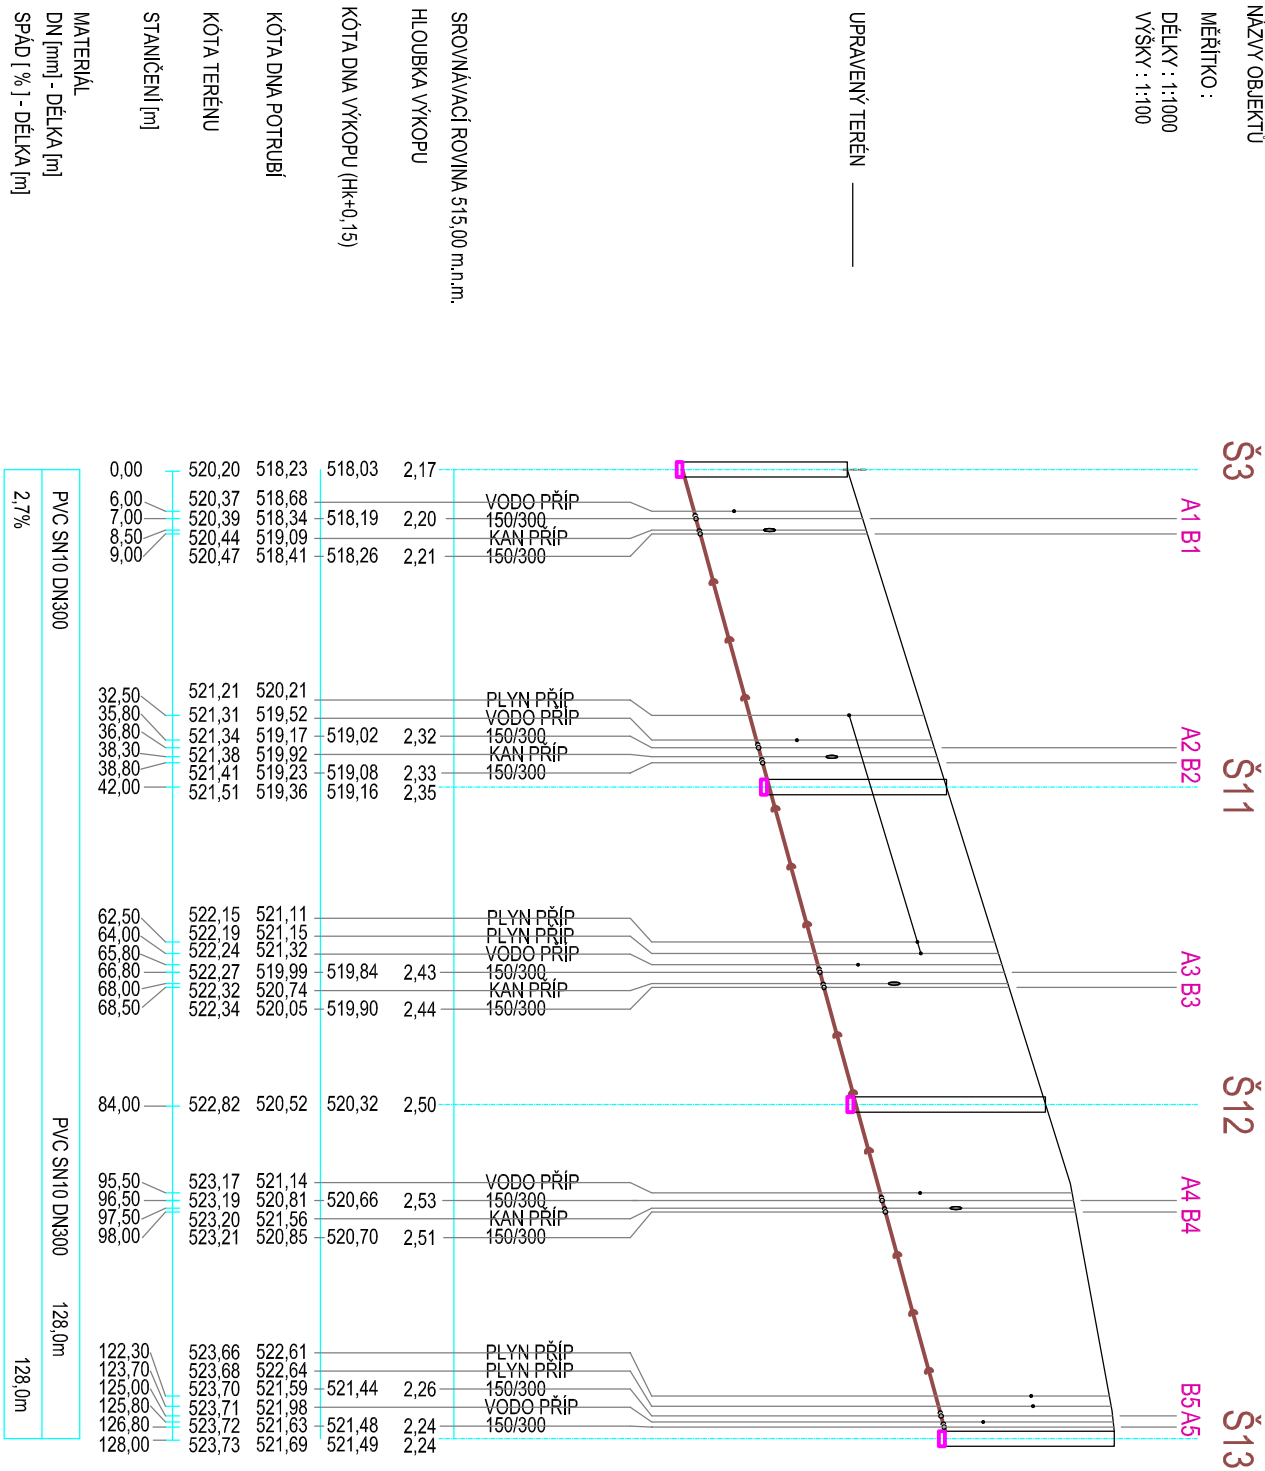 NÁZVY OBJEKTŮ
MĚŘÍTKO :
DÉLKY : 1:1000
VÝŠKY : 1:100
UPRAVENÝ TERÉN
SROVNÁVACÍ ROVINA 515,00 m.n.m.
HLOUBKA VÝKOPU
KÓTA DNA VÝKOPU (Hk+0,15)
KÓTA DNA POTRUBÍ
KÓTA TERÉNU
STANIČENÍ [m]
MATERIÁL
DN [mm] - DÉLKA [m]
SPÁD [ % ] - DÉLKA [m]
Š3
A1 B1
A2 B2
Š11
A3 B3
Š12
A4 B4
B5 A5
Š13
0,00 520,20 518,23 518,03 2,17
6,00 520,37 518,68 VODO PŘÍP
7,00 520,39 518,34 518,19 2,20 150/300
8,50 520,44 519,09 KAN PŘÍP
9,00 520,47 518,41 518,26 2,21 150/300
32,50 521,21 520,21 PLYN PŘÍP
35,80 521,31 519,52 VODO PŘÍP
36,80 521,34 519,17 519,02 2,32 150/300
38,30 521,38 519,92 KAN PŘÍP
38,80 521,41 519,23 519,08 2,33 150/300
42,00 521,51 519,36 519,16 2,35
62,50 522,15 521,11 PLYN PŘÍP
64,00 522,19 521,15 PLYN PŘÍP
65,80 522,24 521,32 VODO PŘÍP
66,80 522,27 519,99 519,84 2,43 150/300
68,00 522,32 520,74 KAN PŘÍP
68,50 522,34 520,05 519,90 2,44 150/300
84,00 522,82 520,52 520,32 2,50
95,50 523,17 521,14 VODO PŘÍP
96,50 523,19 520,81 520,66 2,53 150/300
97,50 523,20 521,56 KAN PŘÍP
98,00 523,21 520,85 520,70 2,51 150/300
122,30 523,66 522,61 PLYN PŘÍP
123,70 523,68 522,64 PLYN PŘÍP
125,00 523,70 521,59 521,44 2,26 150/300
125,80 523,71 521,98 VODO PŘÍP
126,80 523,72 521,63 521,48 2,24 150/300
128,00 523,73 521,69 521,49 2,24
PVC SN10 DN300
PVC SN10 DN300 128,0m
2,7%
128,0m